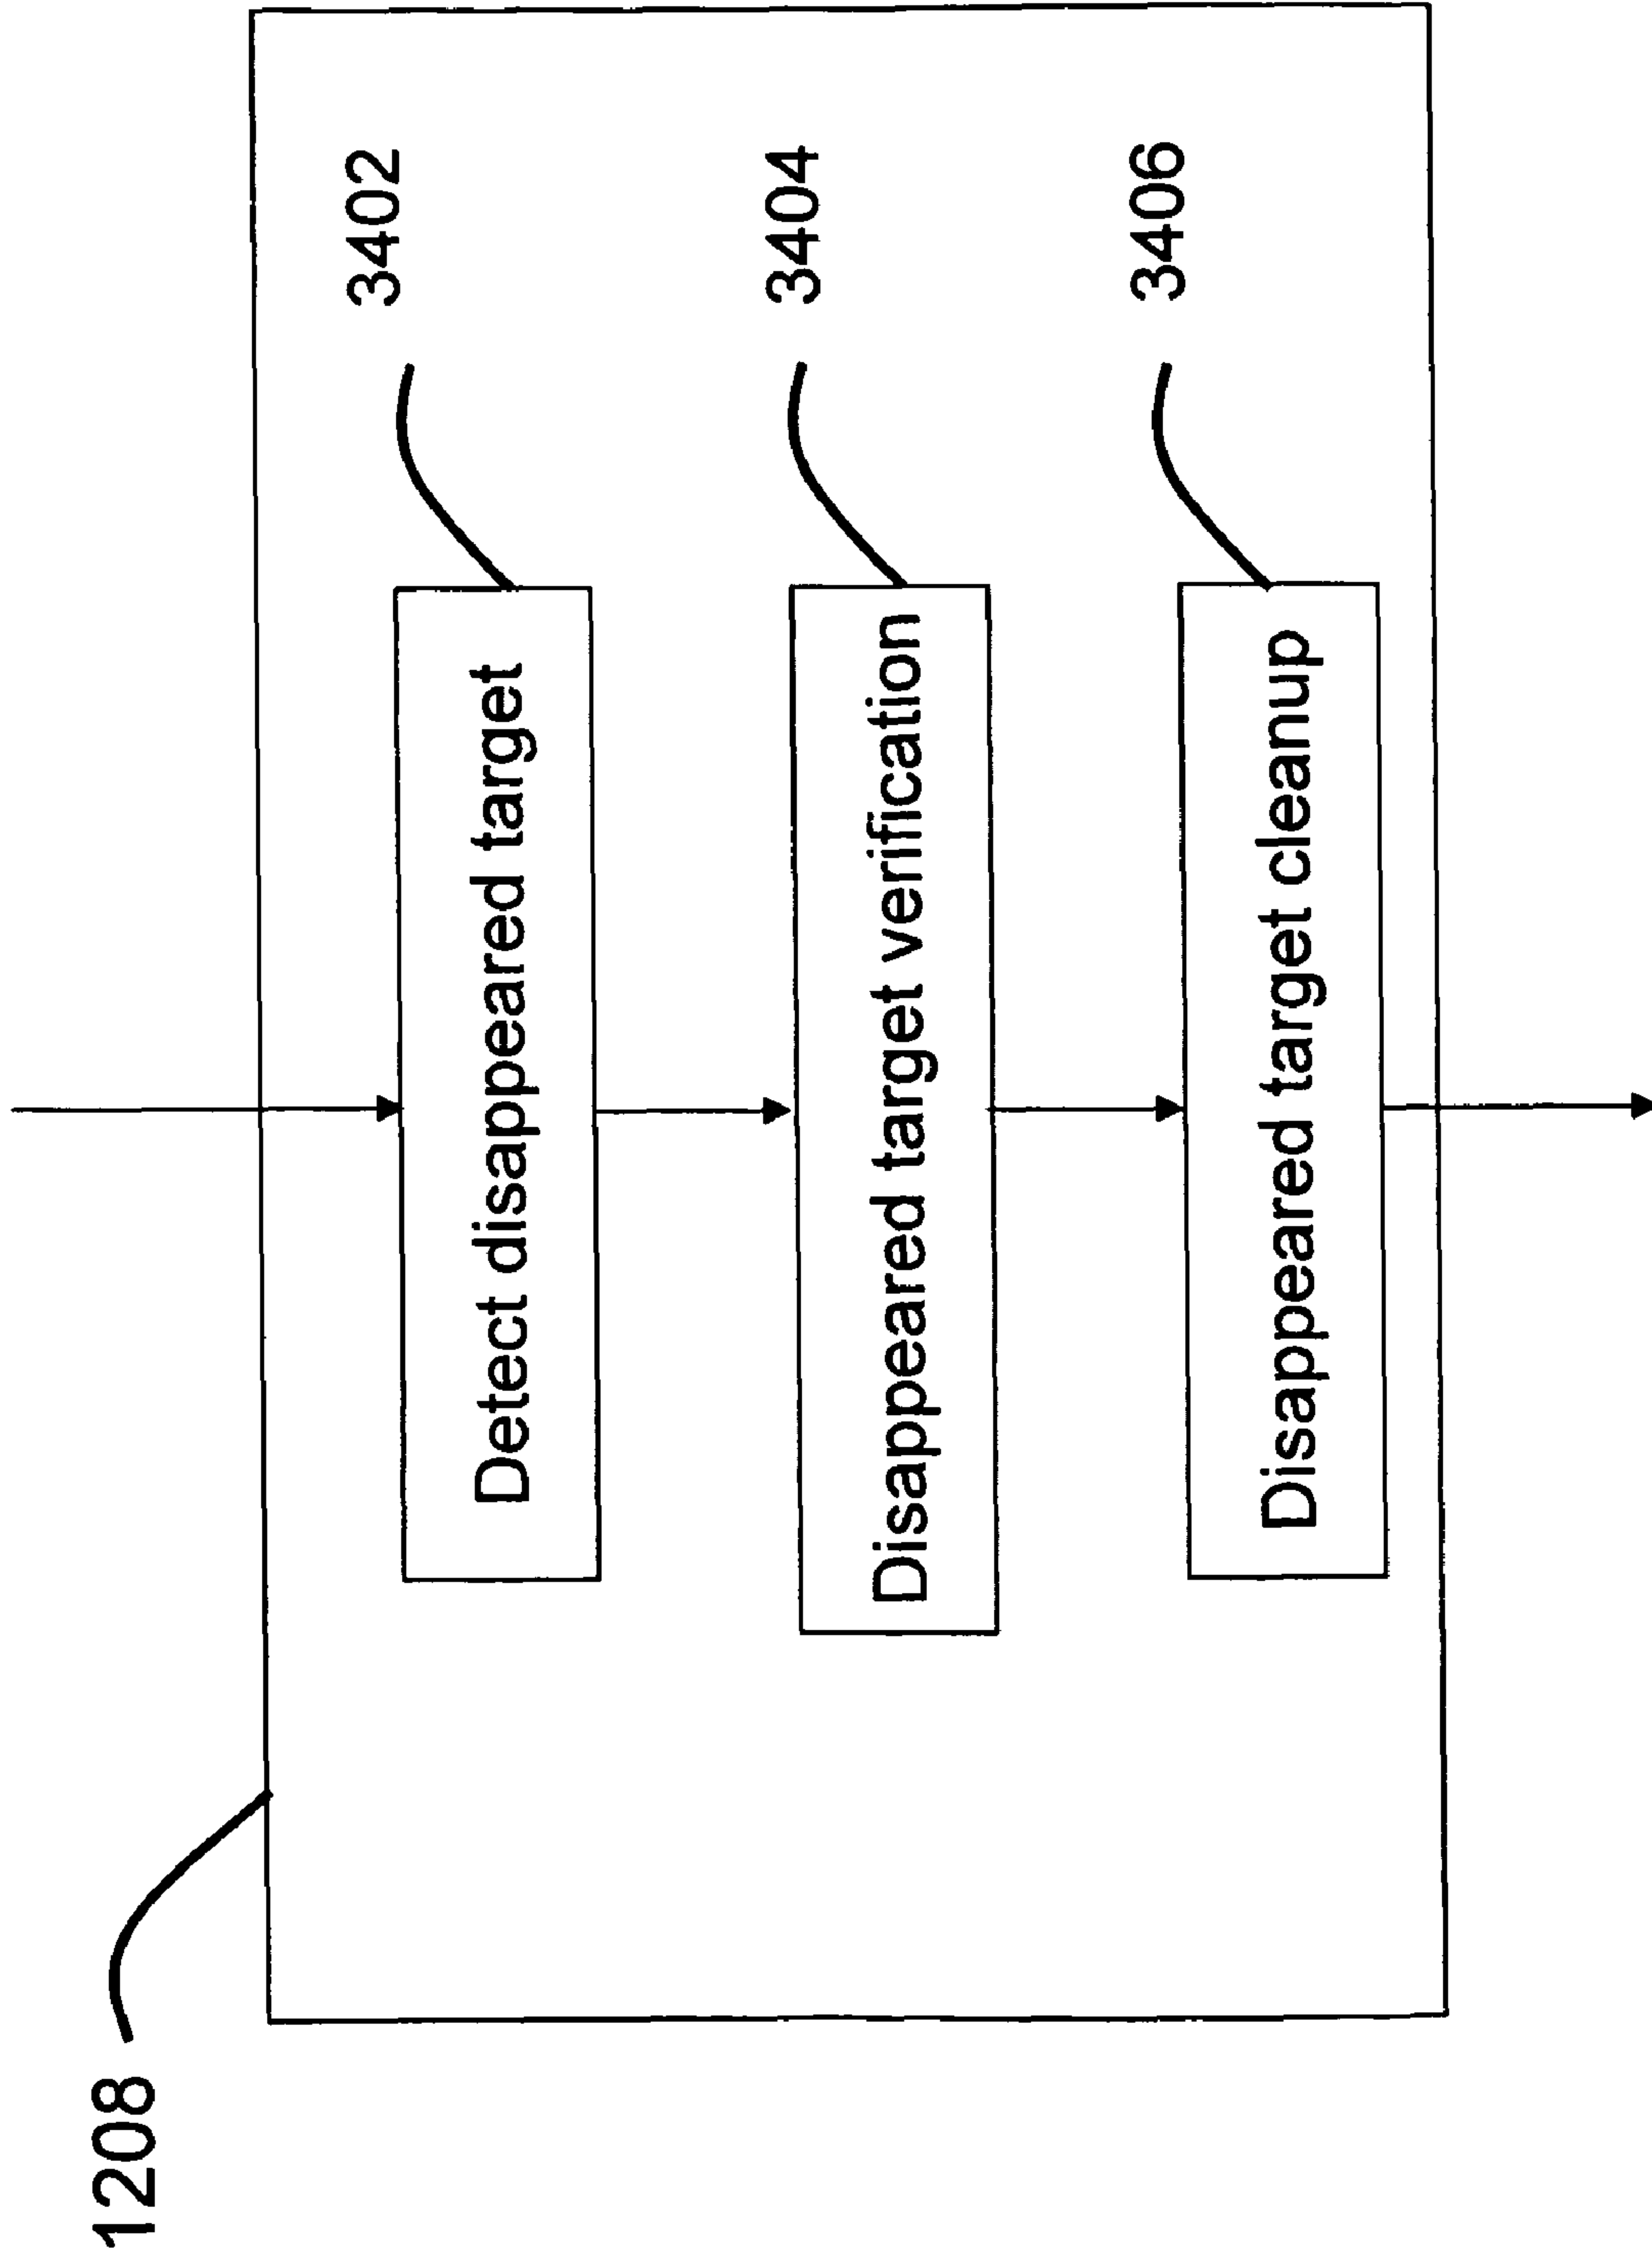 1208
Detect disappeared target
3402
Disappeared target verification
3404
Disappeared target cleanup
3406